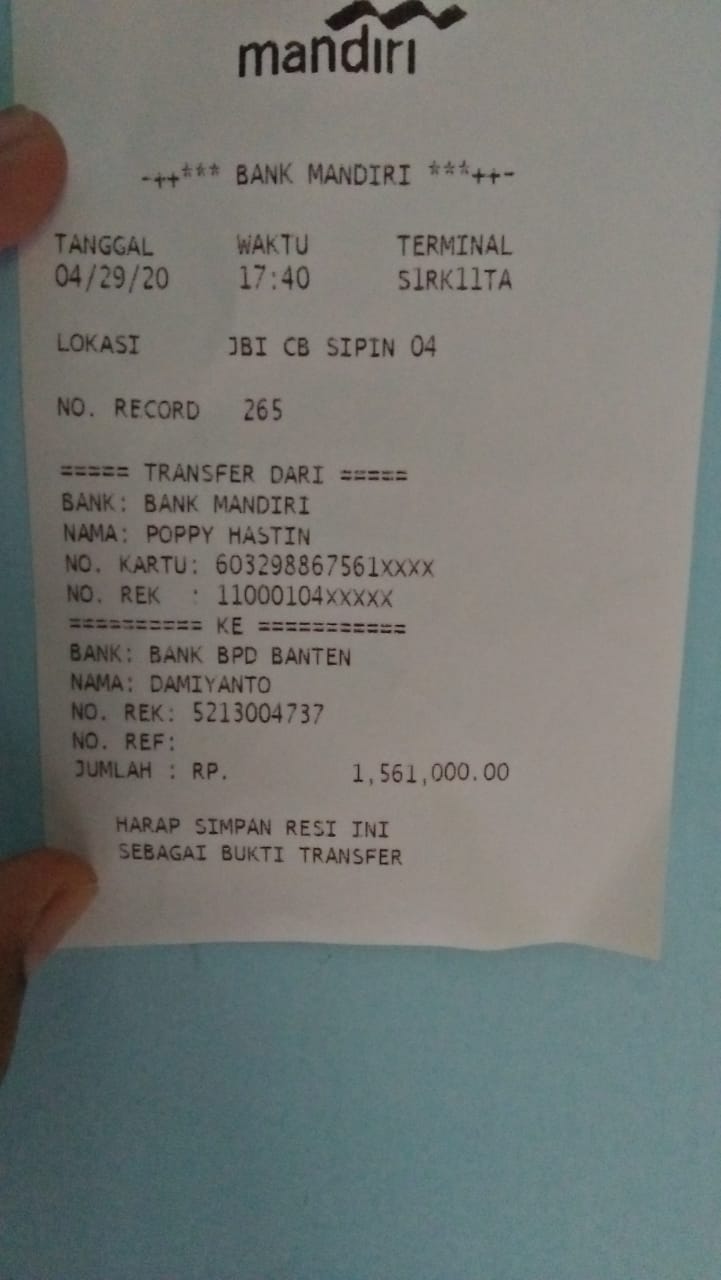 mandiri
-++*** BANK MANDIRI ***++-
TANGGAL WAKTU TERMINAL
04/29/20 17:40 S1RK11TA
LOKASI JBI CB SIPIN 04
NO. RECORD 265
===== TRANSFER DARI =====
BANK: BANK MANDIRI
NAMA: POPPY HASTIN
NO. KARTU: 603298867561XXXX
NO. REK : 11000104XXXXX
========== KE ===========
BANK: BANK BPD BANTEN
NAMA: DAMIYANTO
NO. REK: 5213004737
NO. REF:
JUMLAH : RP. 1,561,000.00
HARAP SIMPAN RESI INI
SEBAGAI BUKTI TRANSFER